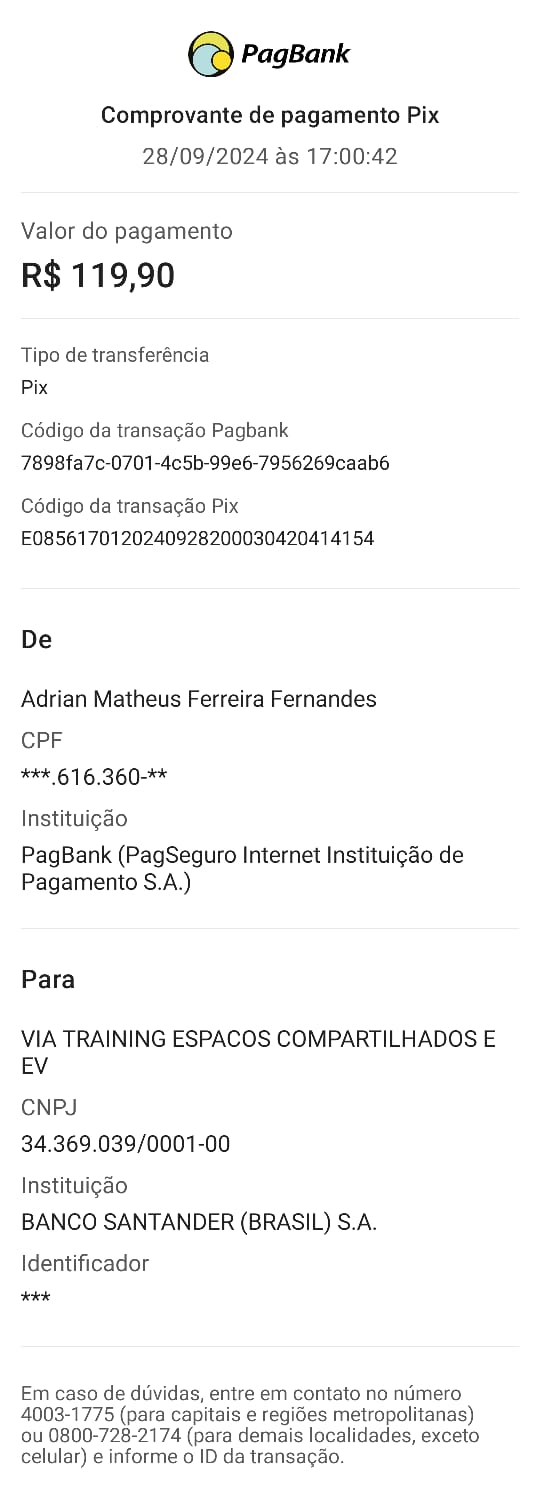 PagBank
Comprovante de pagamento Pix
28/09/2024 às 17:00:42
Valor do pagamento
R$ 119,90
Tipo de transferência
Pix
Código da transação Pagbank
7898fa7c-0701-4c5b-99e6-7956269caab6
Código da transação Pix
E08561701202409282000304204​14154
De
Adrian Matheus Ferreira Fernandes
CPF
***.616.360-**
Instituição
PagBank (PagSeguro Internet Instituição de
Pagamento S.A.)
Para
VIA TRAINING ESPACOS COMPARTILHADOS E
EV
CNPJ
34.369.039/0001-00
Instituição
BANCO SANTANDER (BRASIL) S.A.
Identificador
***
Em caso de dúvidas, entre em contato no número
4003-1775 (para capitais e regiões metropolitanas)
ou 0800-728-2174 (para demais localidades, exceto
celular) e informe o ID da transação.